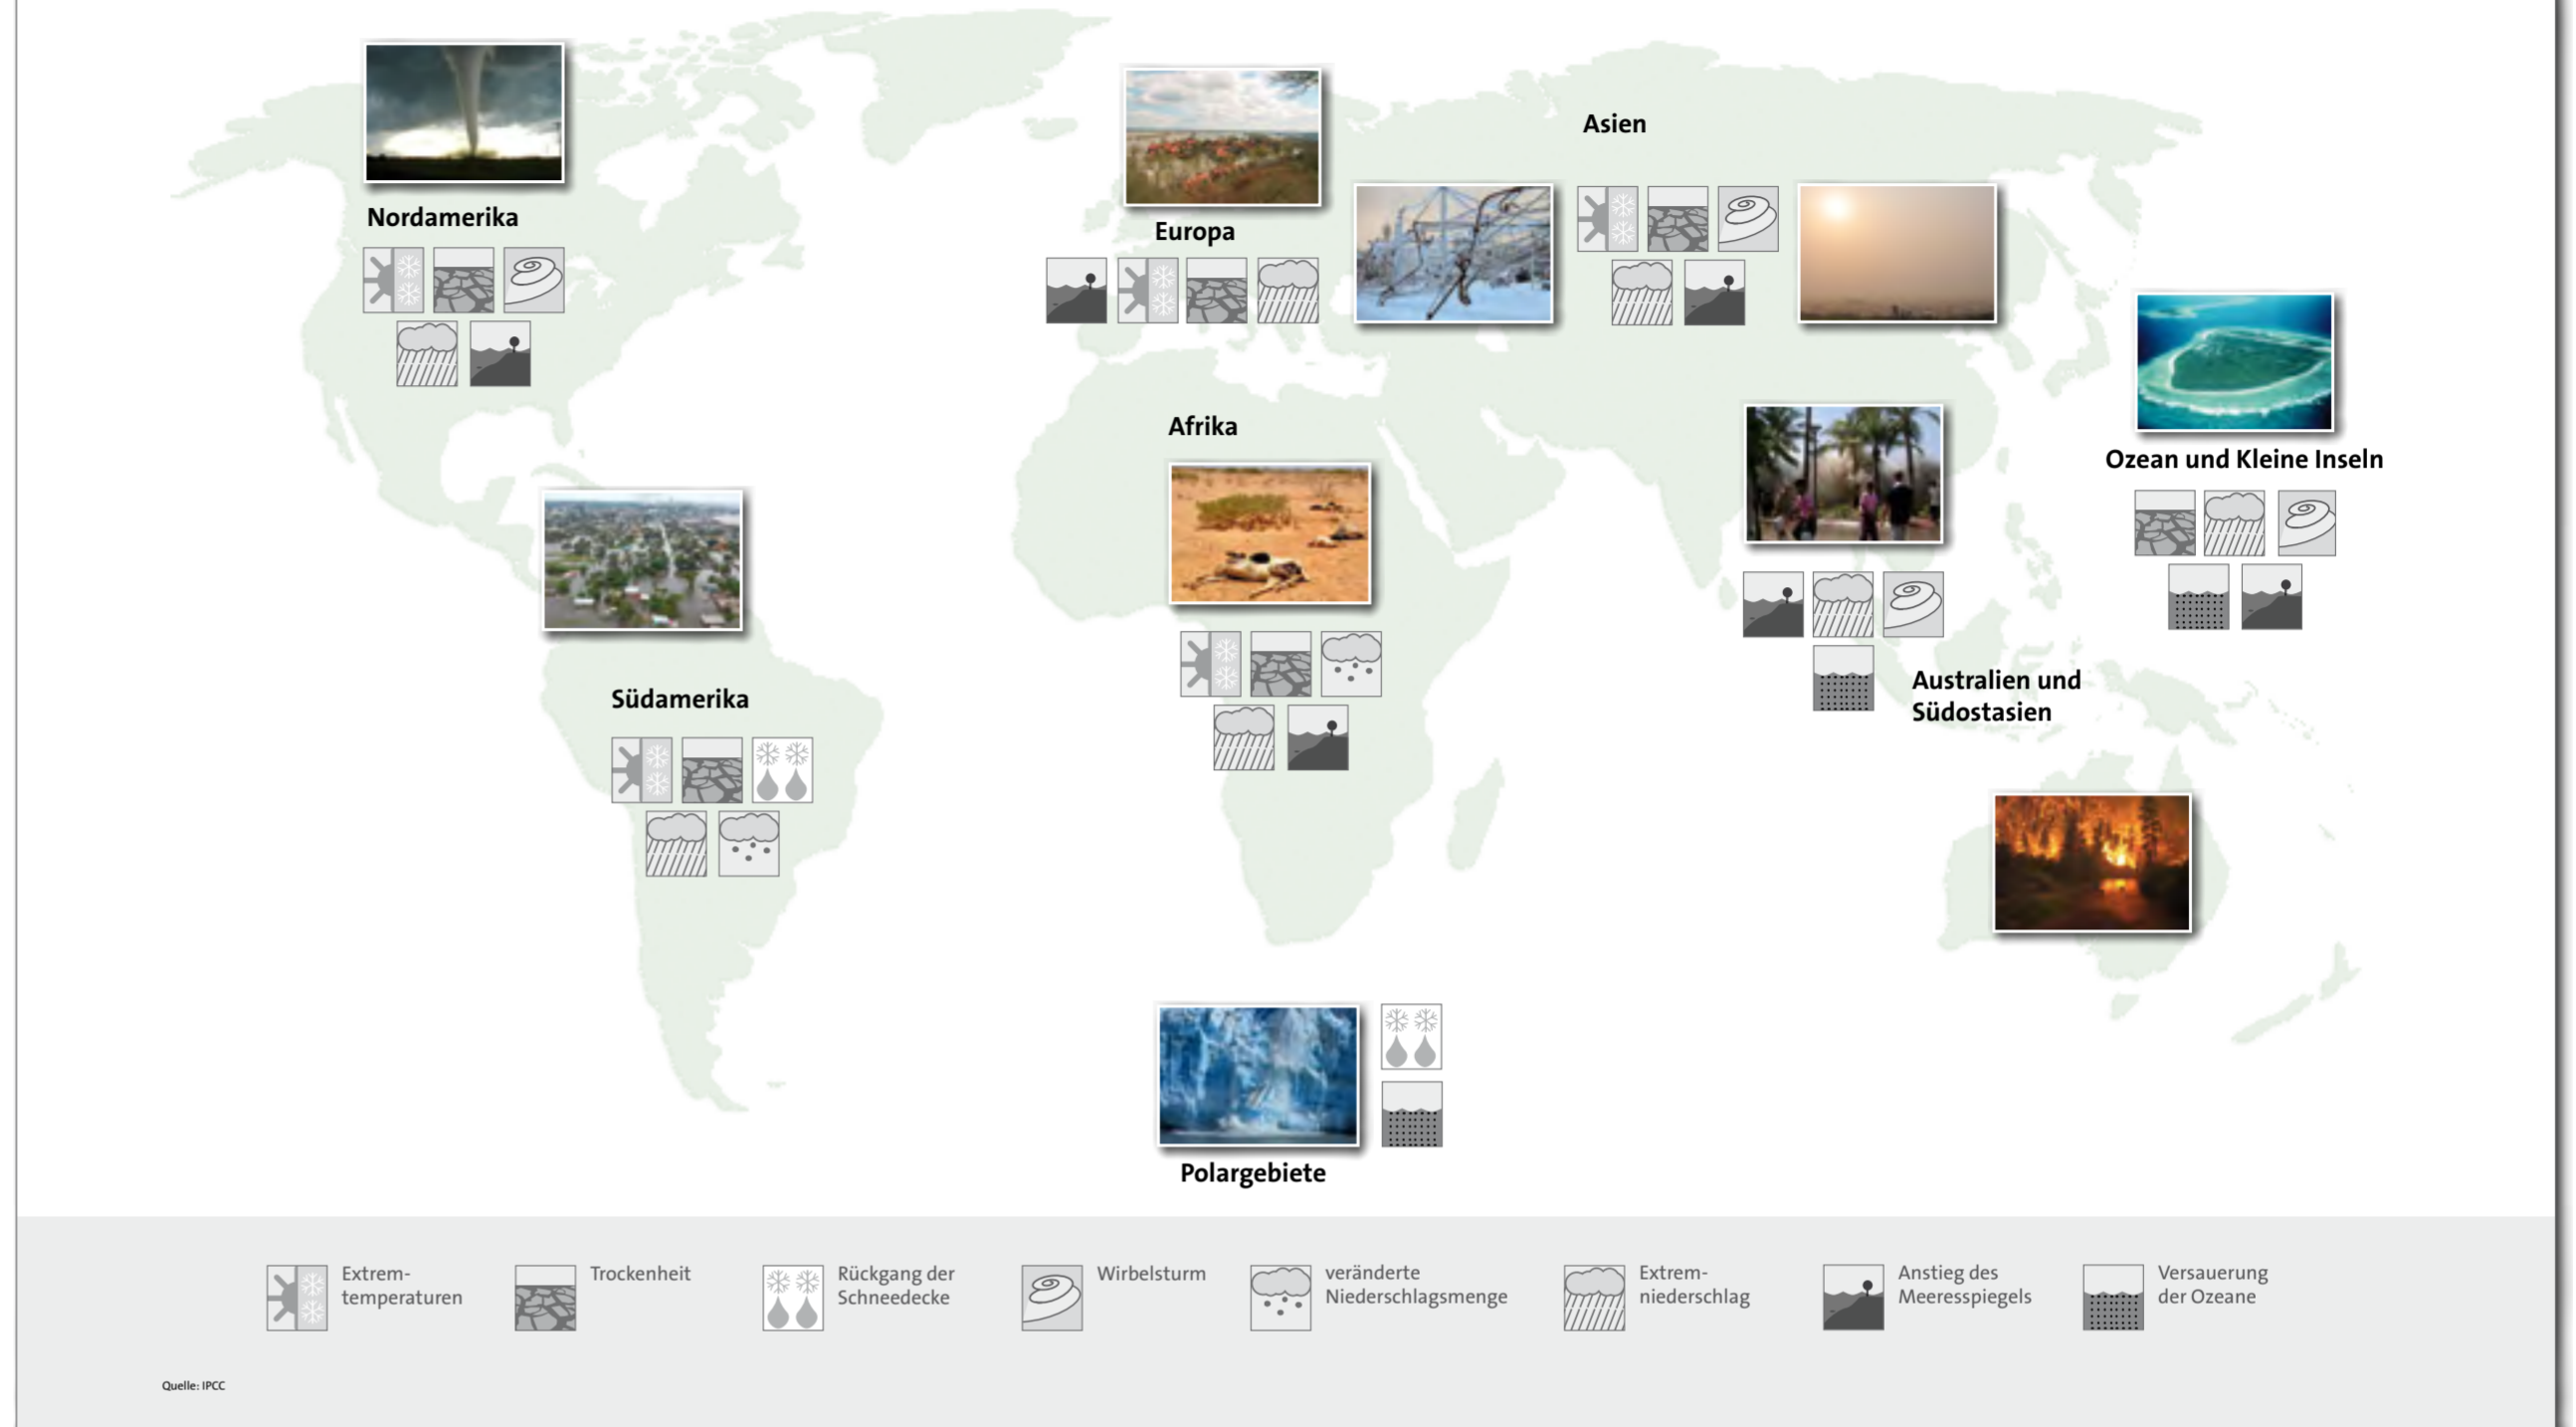 Asien
Nordamerika
Europa
Afrika
Ozean und Kleine Inseln
Südamerika
Australien und
Südostasien
Polargebiete
Extrem-
temperaturen
Trockenheit
Rückgang der
Schneedecke
Wirbelsturm
veränderte
Niederschlagsmenge
Extrem-
niederschlag
Anstieg des
Meeresspiegels
Versauerung
der Ozeane
Quelle: IPCC